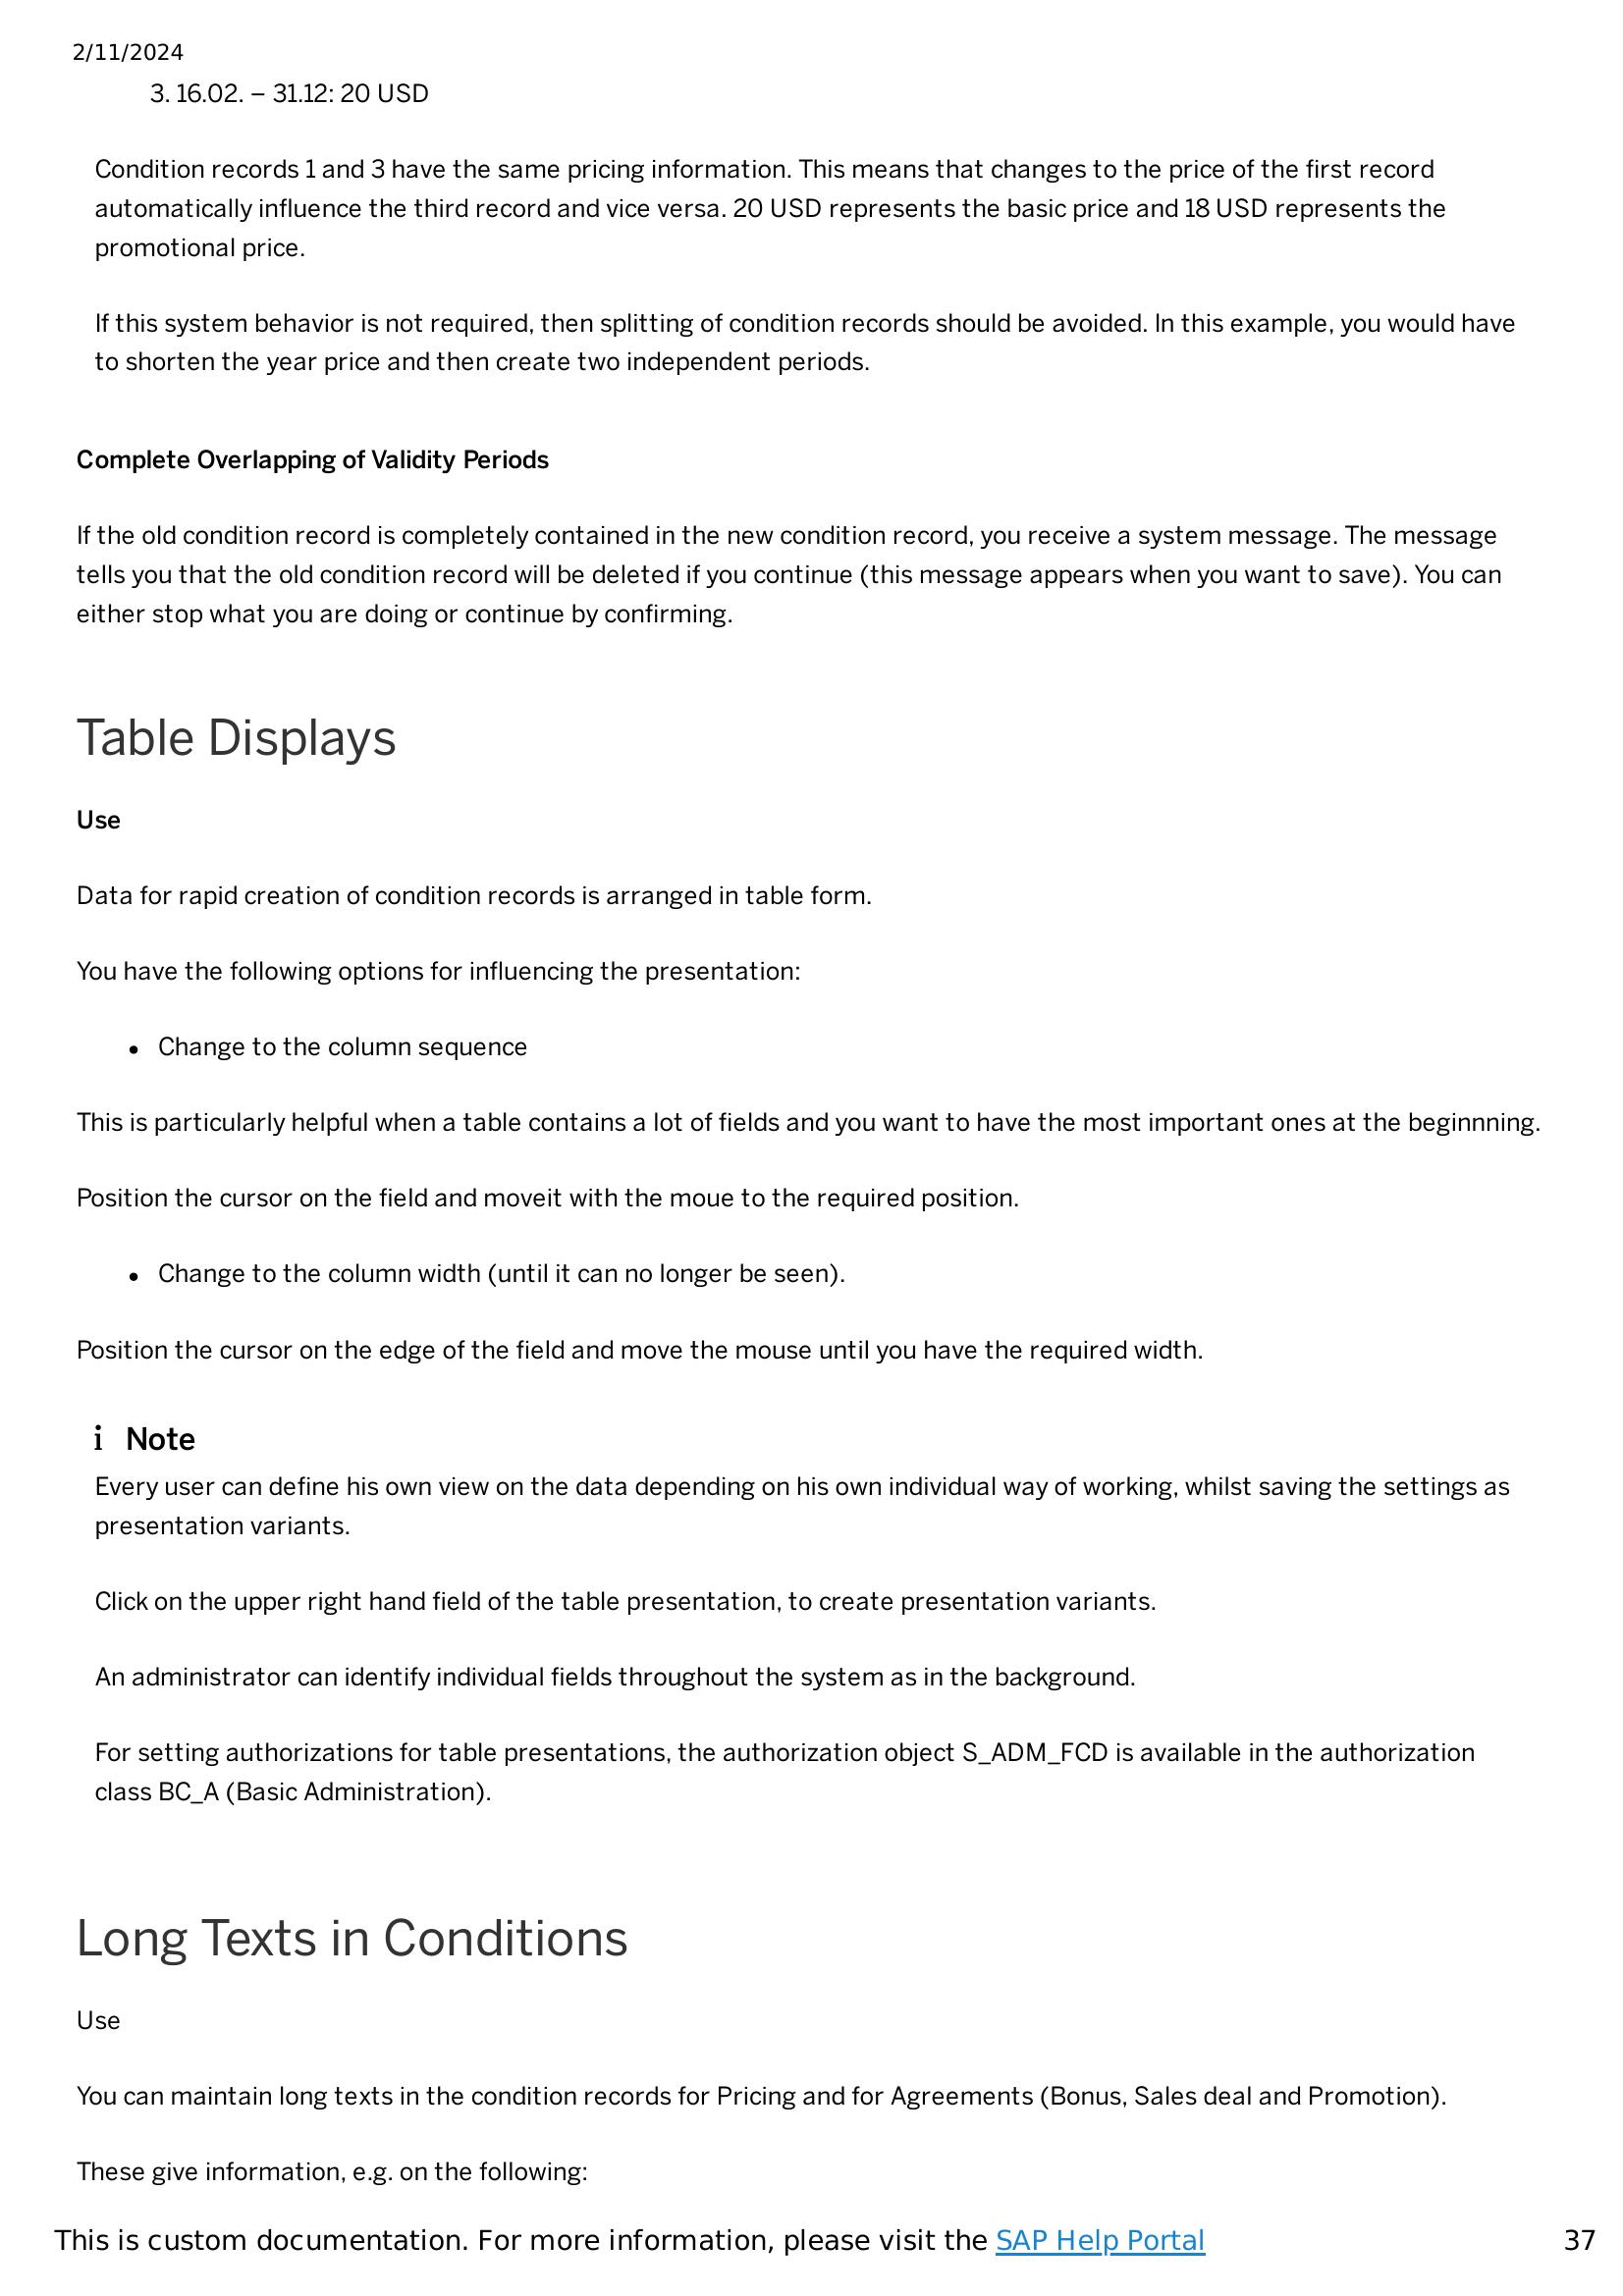 2/11/2024
3. 16.02. – 31.12: 20 USD
Condition records 1 and 3 have the same pricing information. This means that changes to the price of the first record
automatically influence the third record and vice versa. 20 USD represents the basic price and 18 USD represents the
promotional price.
If this system behavior is not required, then splitting of condition records should be avoided. In this example, you would have
to shorten the year price and then create two independent periods.
Complete Overlapping of Validity Periods
If the old condition record is completely contained in the new condition record, you receive a system message. The message
tells you that the old condition record will be deleted if you continue (this message appears when you want to save). You can
either stop what you are doing or continue by confirming.
Table Displays
Use
Data for rapid creation of condition records is arranged in table form.
You have the following options for influencing the presentation:
• Change to the column sequence
This is particularly helpful when a table contains a lot of fields and you want to have the most important ones at the beginnning.
Position the cursor on the field and moveit with the moue to the required position.
• Change to the column width (until it can no longer be seen).
Position the cursor on the edge of the field and move the mouse until you have the required width.
i Note
Every user can define his own view on the data depending on his own individual way of working, whilst saving the settings as
presentation variants.
Click on the upper right hand field of the table presentation, to create presentation variants.
An administrator can identify individual fields throughout the system as in the background.
For setting authorizations for table presentations, the authorization object S_ADM_FCD is available in the authorization
class BC_A (Basic Administration).
Long Texts in Conditions
Use
You can maintain long texts in the condition records for Pricing and for Agreements (Bonus, Sales deal and Promotion).
These give information, e.g. on the following:
This is custom documentation. For more information, please visit the SAP Help Portal 37